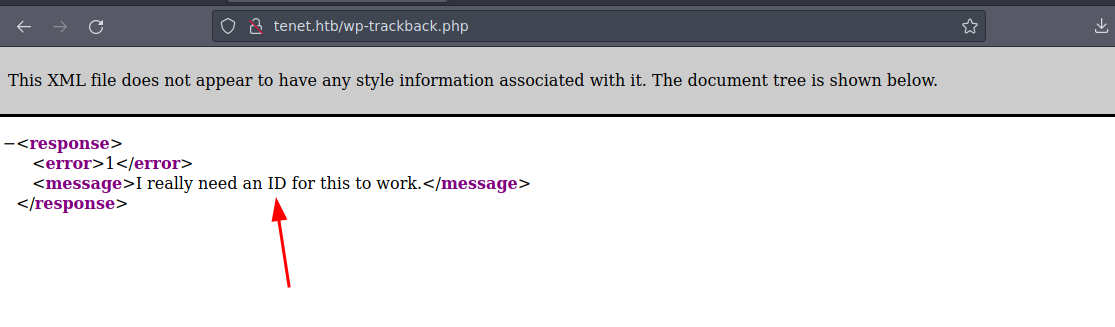 tenet.htb/wp-trackback.php
This XML file does not appear to have any style information associated with it. The document tree is shown below.
−<response>
<error>1</error>
<message>I really need an ID for this to work.</message>
</response>